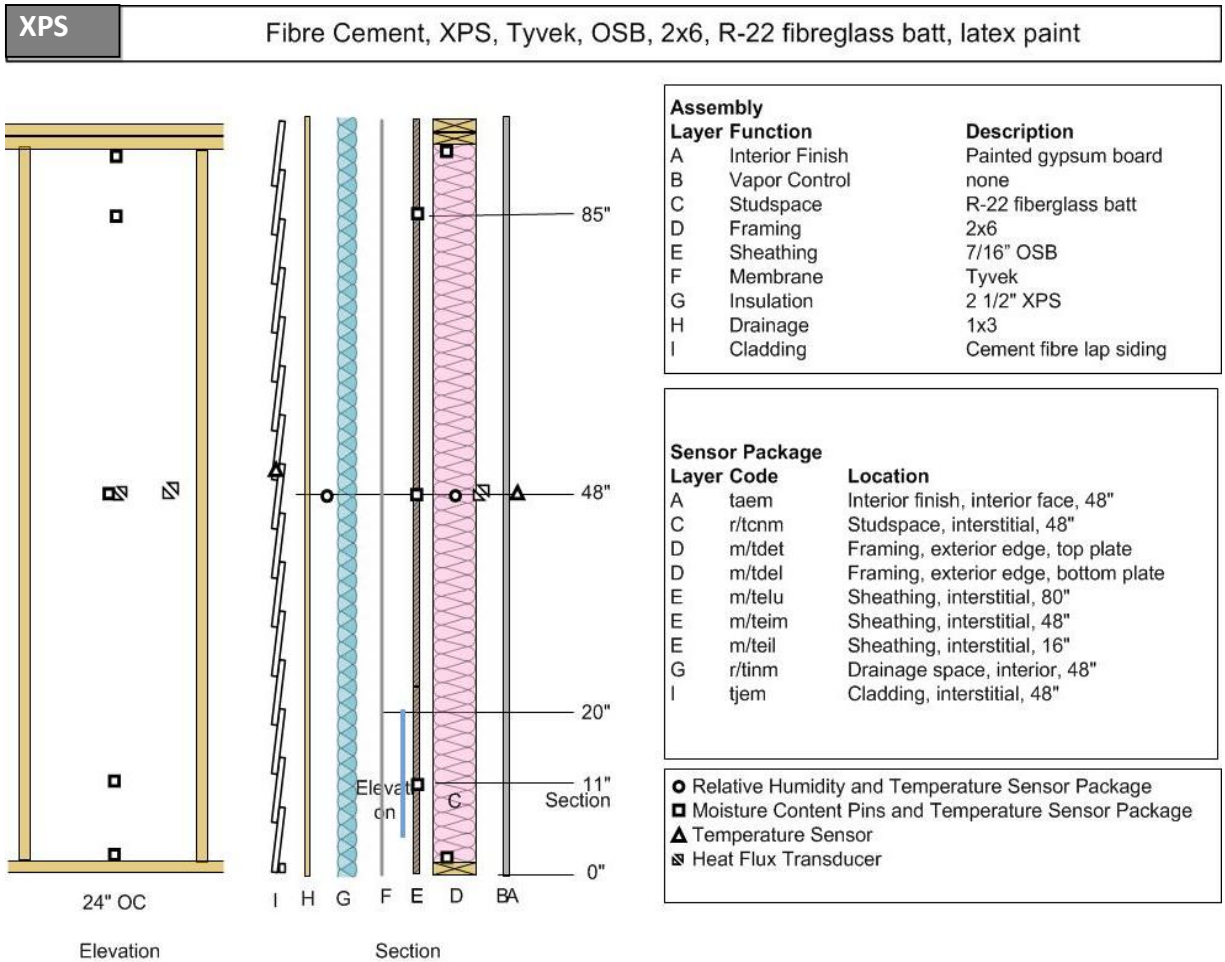 XPS
Fibre Cement, XPS, Tyvek, OSB, 2x6, R-22 fibreglass batt, latex paint
85"
48"
20"
Elevati
on
C
11"
Section
0"
24" OC
I H G F E D BA
Elevation
Section
Assembly
Layer Function Description
A Interior Finish Painted gypsum board
B Vapor Control none
C Studspace R-22 fiberglass batt
D Framing 2x6
E Sheathing 7/16” OSB
F Membrane Tyvek
G Insulation 2 1/2" XPS
H Drainage 1x3
I Cladding Cement fibre lap siding
Sensor Package
Layer Code Location
A taem Interior finish, interior face, 48"
C r/tcnm Studspace, interstitial, 48"
D m/tdet Framing, exterior edge, top plate
D m/tdel Framing, exterior edge, bottom plate
E m/telu Sheathing, interstitial, 80"
E m/teim Sheathing, interstitial, 48"
E m/teil Sheathing, interstitial, 16"
G r/tinm Drainage space, interior, 48"
I tjem Cladding, interstitial, 48"
Relative Humidity and Temperature Sensor Package
Moisture Content Pins and Temperature Sensor Package
Temperature Sensor
Heat Flux Transducer